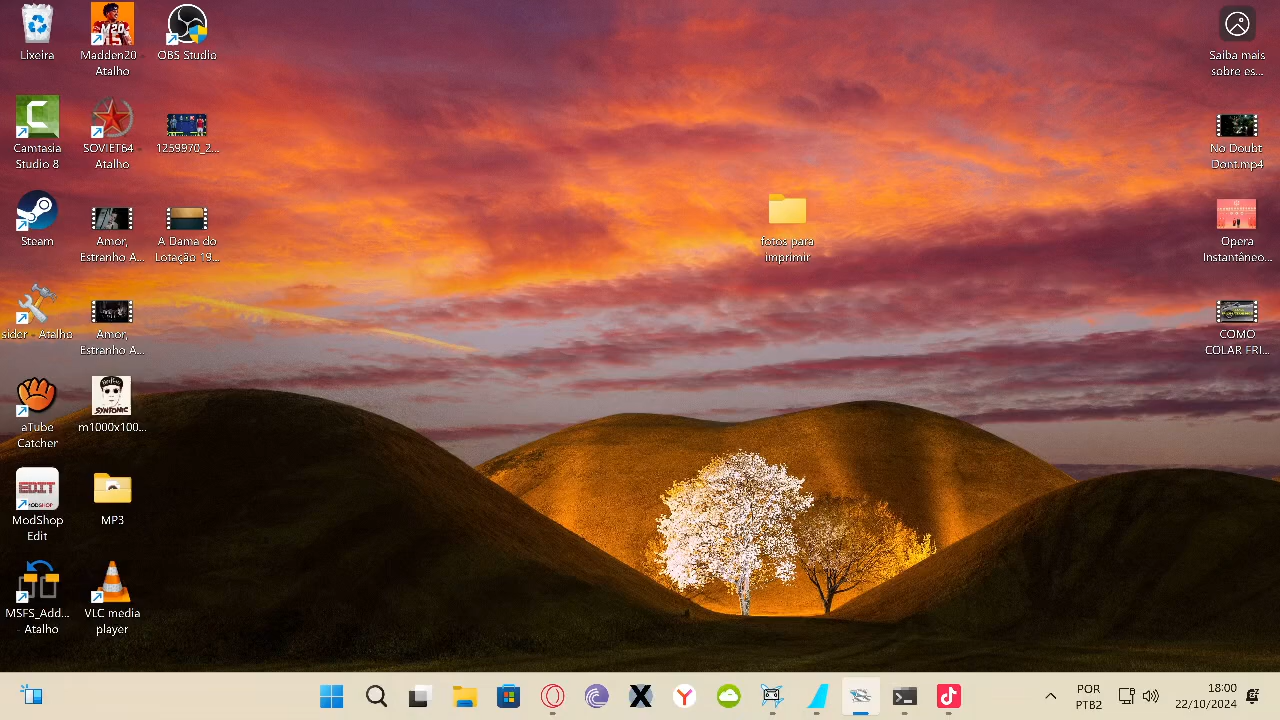 Lixeira
Madden20 - Atalho
OBS Studio
Camtasia Studio 8
SOVIET64 - Atalho
1259970_2...
Steam
Amor, Estranho A...
A Dama do Lotação 19...
sider - Atalho
Amor, Estranho A...
aTube Catcher
m1000x100...
EDIT
MODSHOP
ModShop Edit
MP3
MSFS_Add... - Atalho
VLC media player
fotos para imprimir
Saiba mais sobre es...
No Doubt Dont.mp4
Opera Instantâneo...
COMO COLAR FRI...
POR
PTB2
18:00
22/10/2024